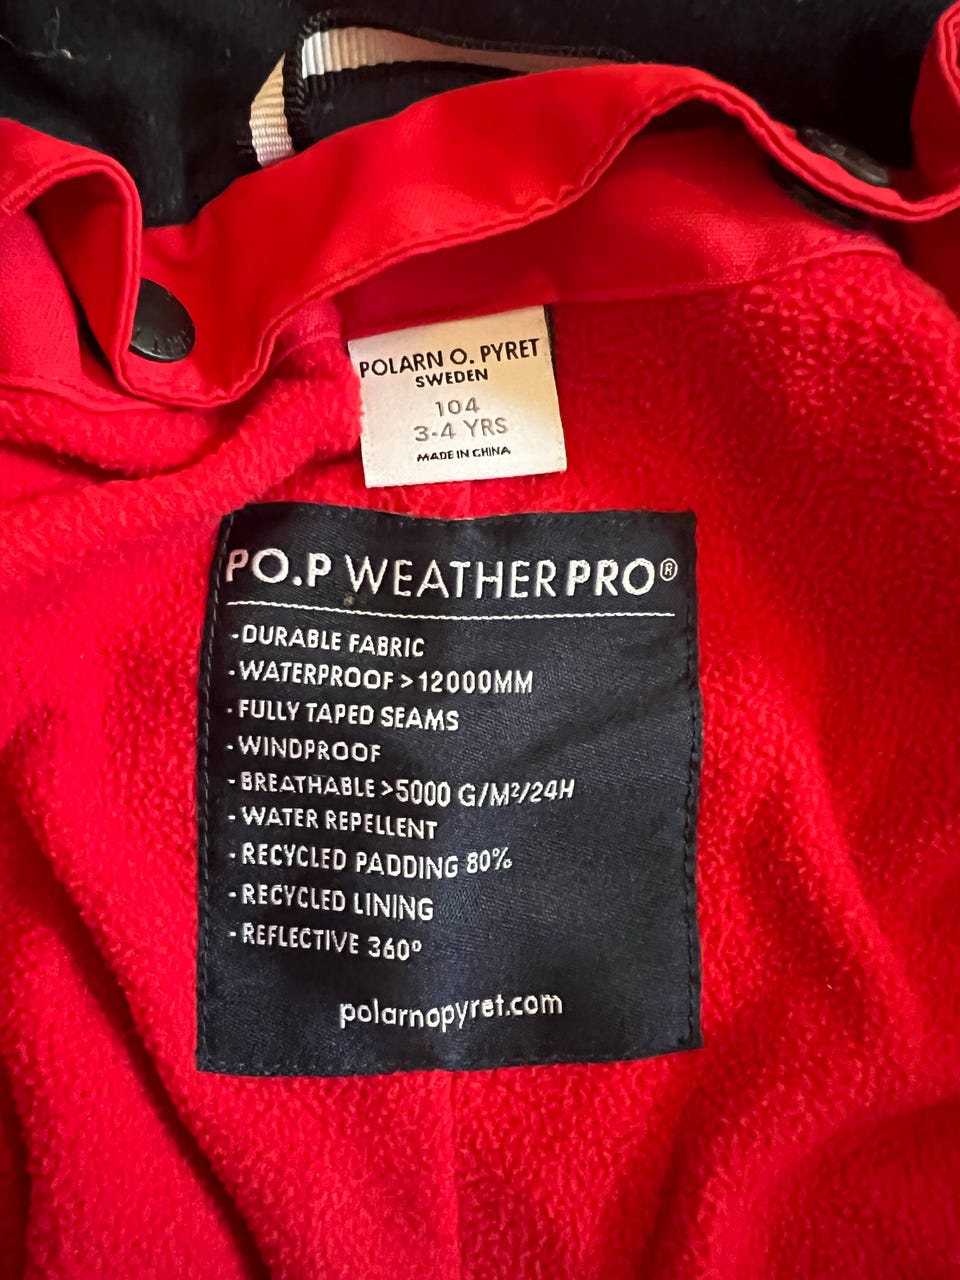 POLARN O. PYRET
SWEDEN
104
3-4 YRS
MADE IN CHINA
PO.P WEATHERPRO®
-DURABLE FABRIC
-WATERPROOF >12000MM
-FULLY TAPED SEAMS
-WINDPROOF
-BREATHABLE >5000 G/M²/24H
-WATER REPELLENT
-RECYCLED PADDING 80%
-RECYCLED LINING
-REFLECTIVE 360°
polarnopyret.com